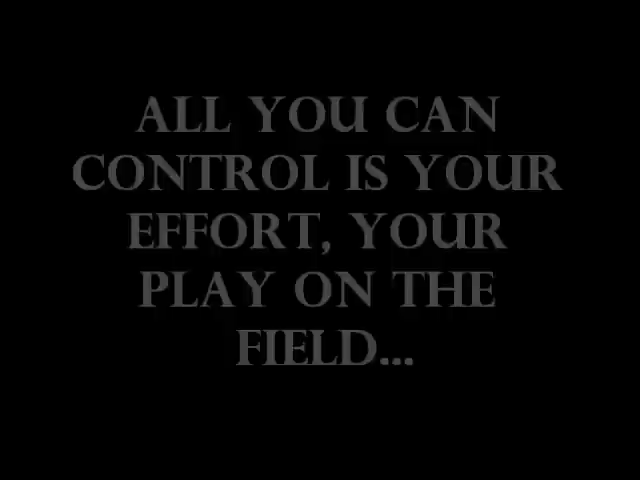 ALL YOU CAN
CONTROL IS YOUR
EFFORT, YOUR
PLAY ON THE
FIELD...